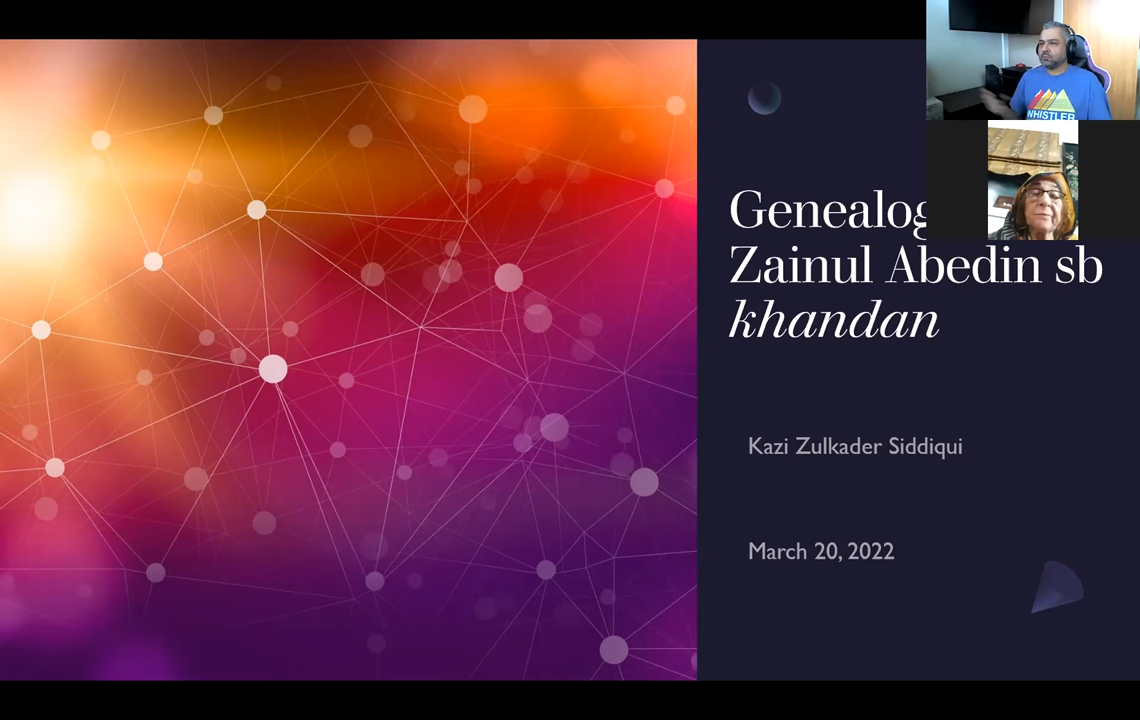 WHISTLER
Zainul Abedin sb
khandan
Kazi Zulkader Siddiqui
March 20, 2022